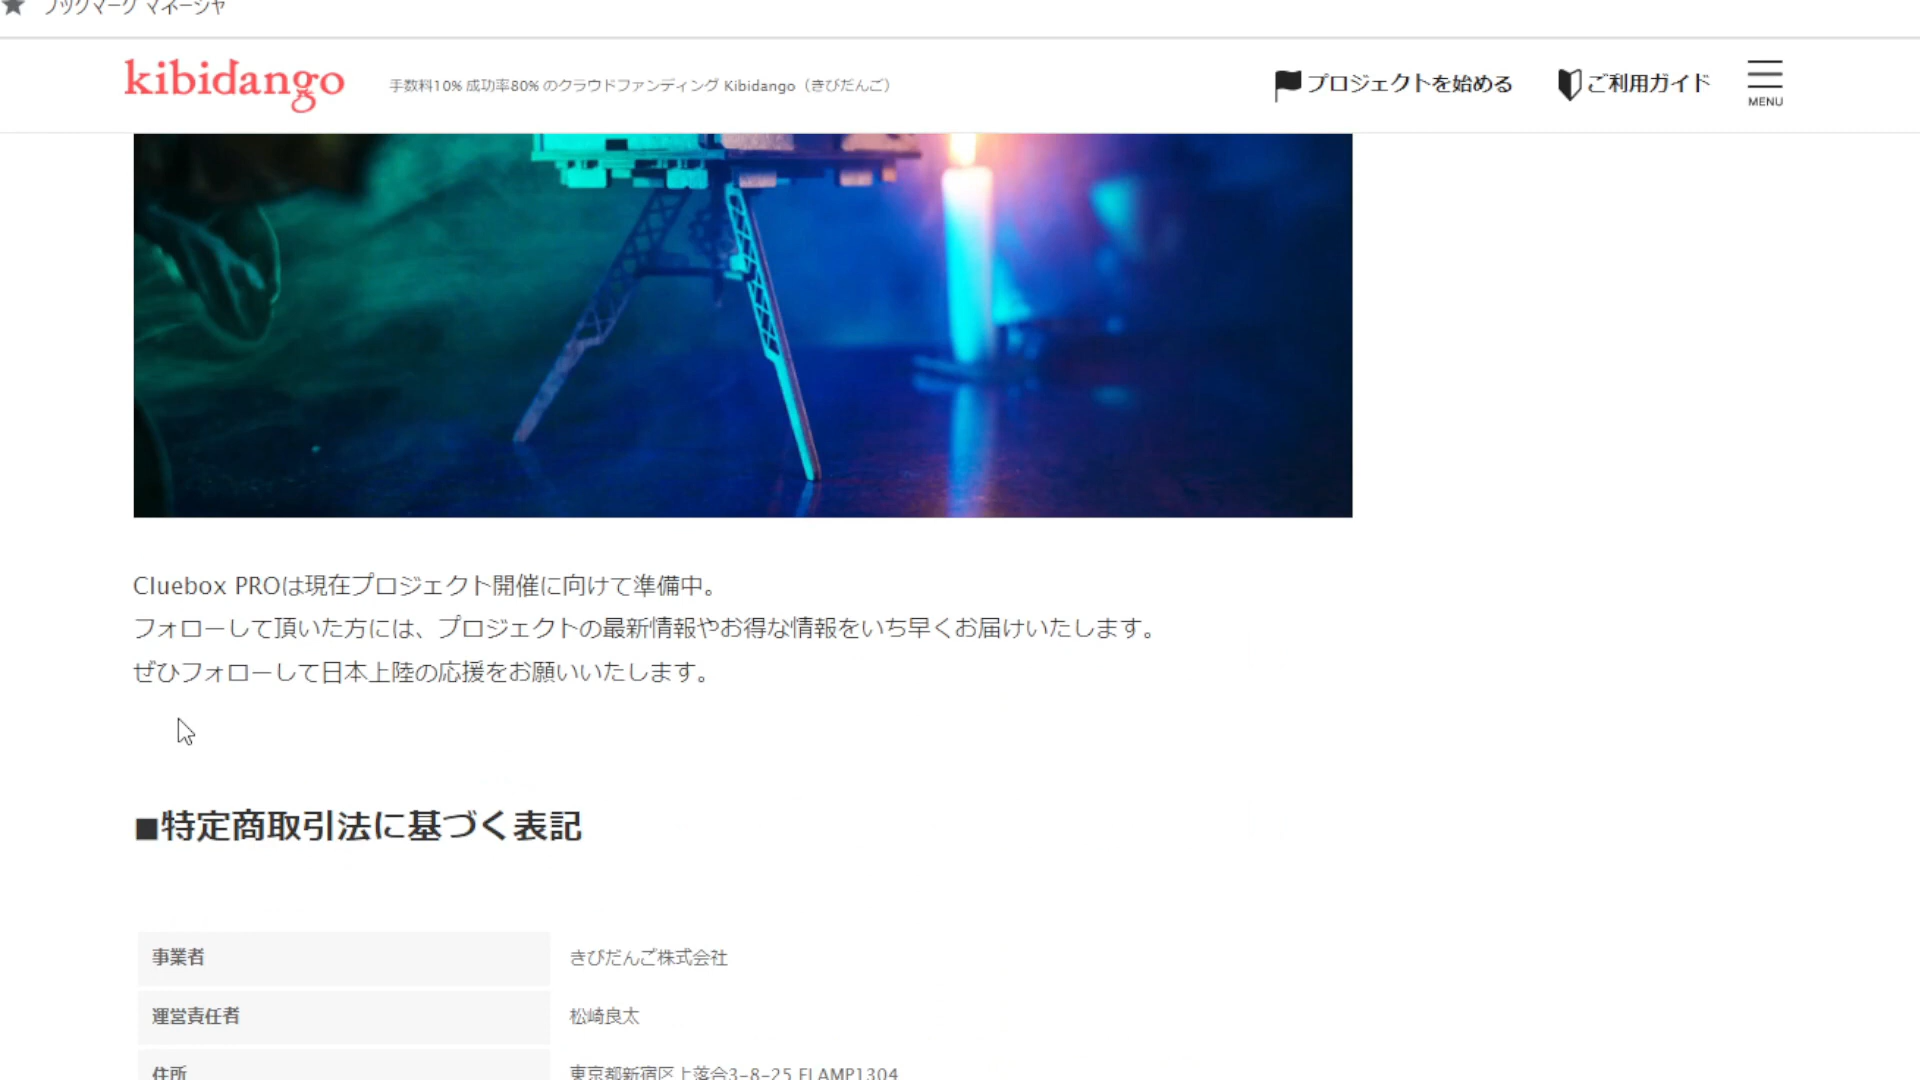 ブックマーク マネージャ
kibidango
手数料10% 成功率80% のクラウドファンディング Kibidango（きびだんご）
プロジェクトを始める
ご利用ガイド
MENU
Cluebox PROは現在プロジェクト開催に向けて準備中。
フォローして頂いた方には、プロジェクトの最新情報やお得な情報をいち早くお届けいたします。
ぜひフォローして日本上陸の応援をお願いいたします。
■特定商取引法に基づく表記
事業者 きびだんご株式会社
運営責任者 松崎良太
住所 東京都新宿区上落合3-8-25 FLAMP1304